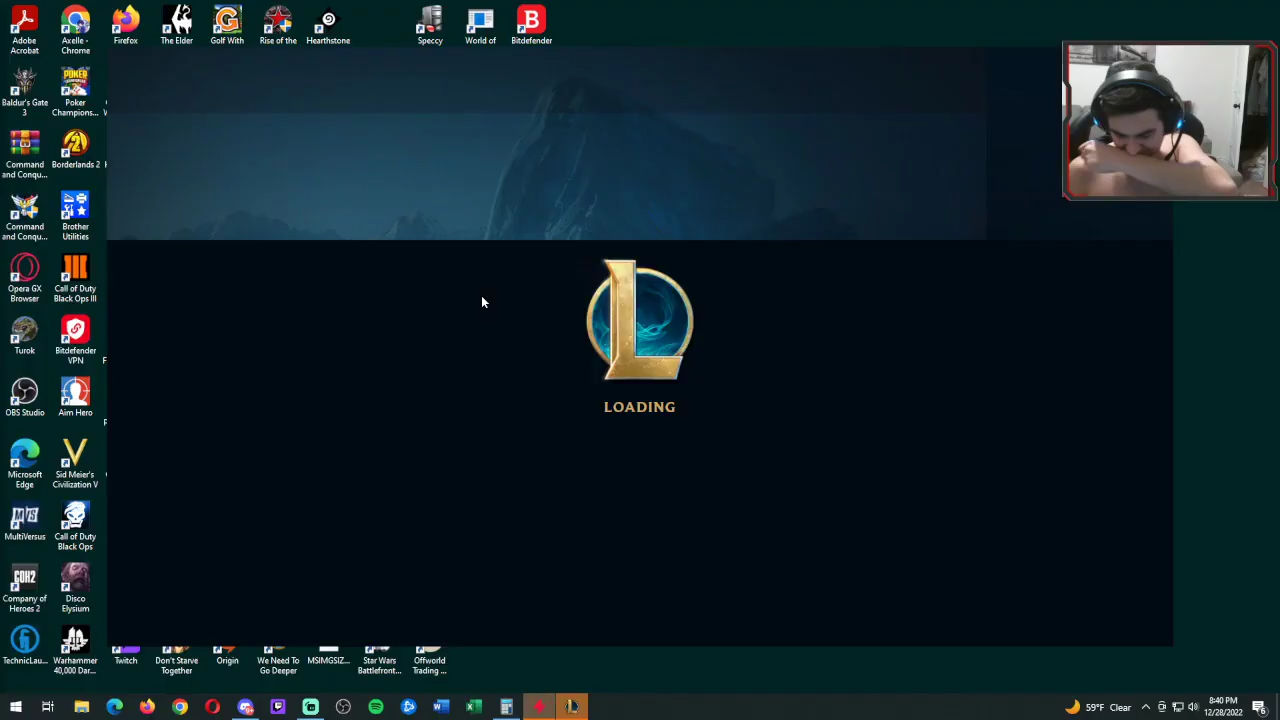 Adobe Acrobat
Axelle - Chrome
Firefox
The Elder
Golf With
Rise of the
Hearthstone
Speccy
World of
Bitdefender
Baldur's Gate 3
Poker Champions...
Command and Conqu...
Borderlands 2
Command and Conqu...
Brother Utilities
Opera GX Browser
Call of Duty Black Ops III
Turok
Bitdefender VPN
OBS Studio
Aim Hero
LOADING
Microsoft Edge
Sid Meier's Civilization V
MultiVersus
Call of Duty Black Ops
Company of Heroes 2
Disco Elysium
TechnicLau...
Warhammer 40,000 Dar...
Twitch
Don't Starve Together
Origin
We Need To Go Deeper
MSIMGSIZ...
Star Wars Battlefront...
Offworld Trading ...
59°F Clear
8:40 PM
12/28/2022